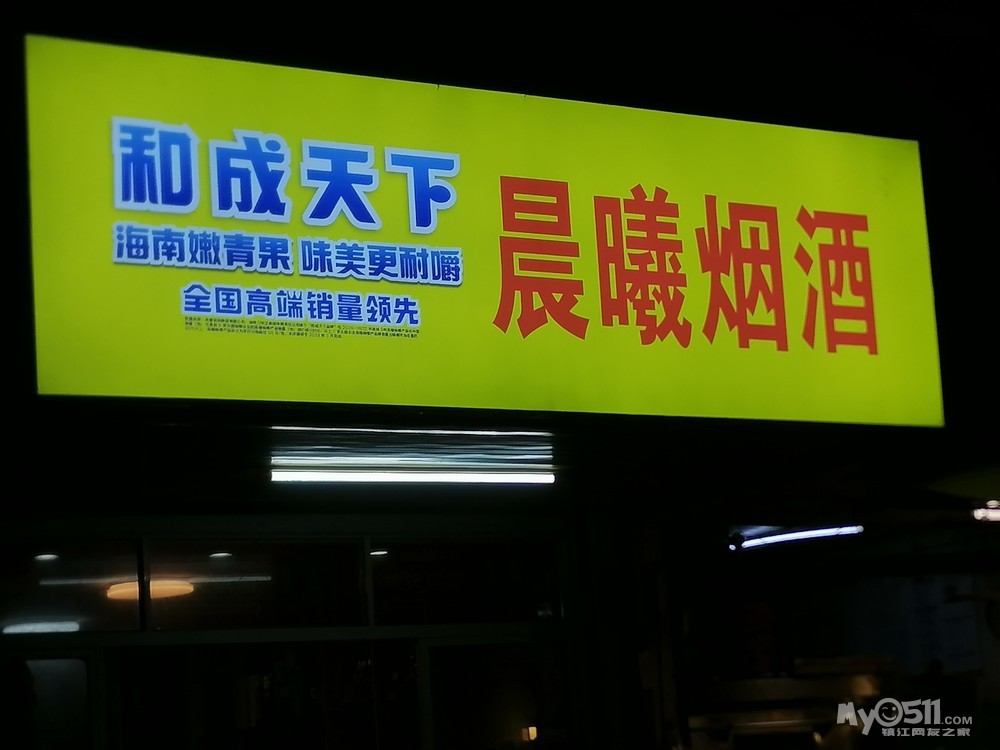 和成天下
海南嫩青果 味美更耐嚼
全国高端销量领先
晨曦烟酒
My0511.COM
镇江网友之家